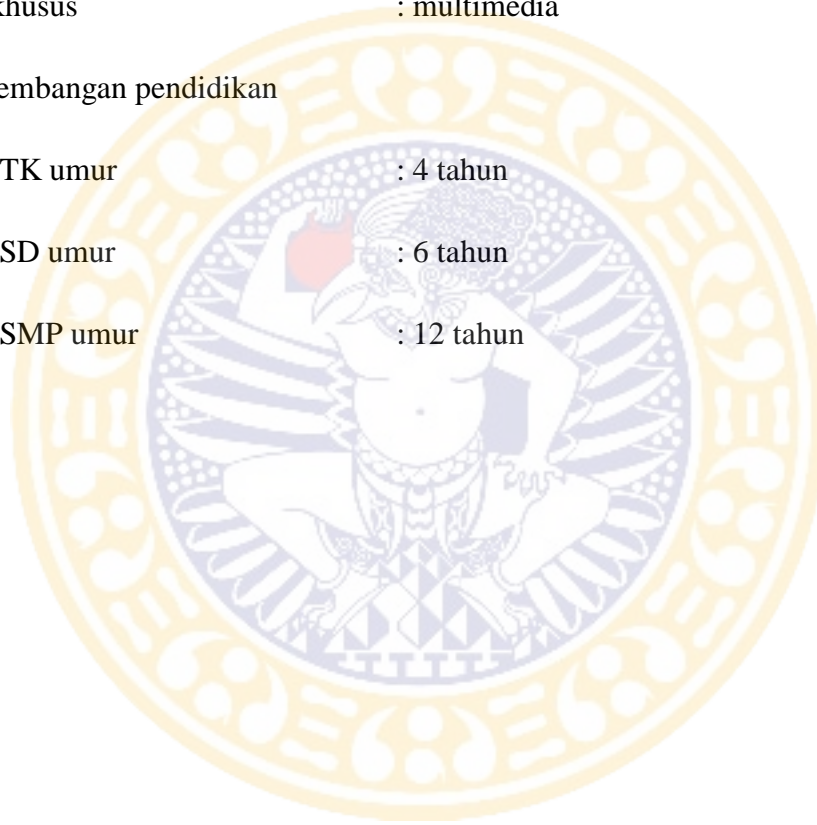 khusus : multimedia
embangan pendidikan
TK umur : 4 tahun
SD umur : 6 tahun
SMP umur : 12 tahun